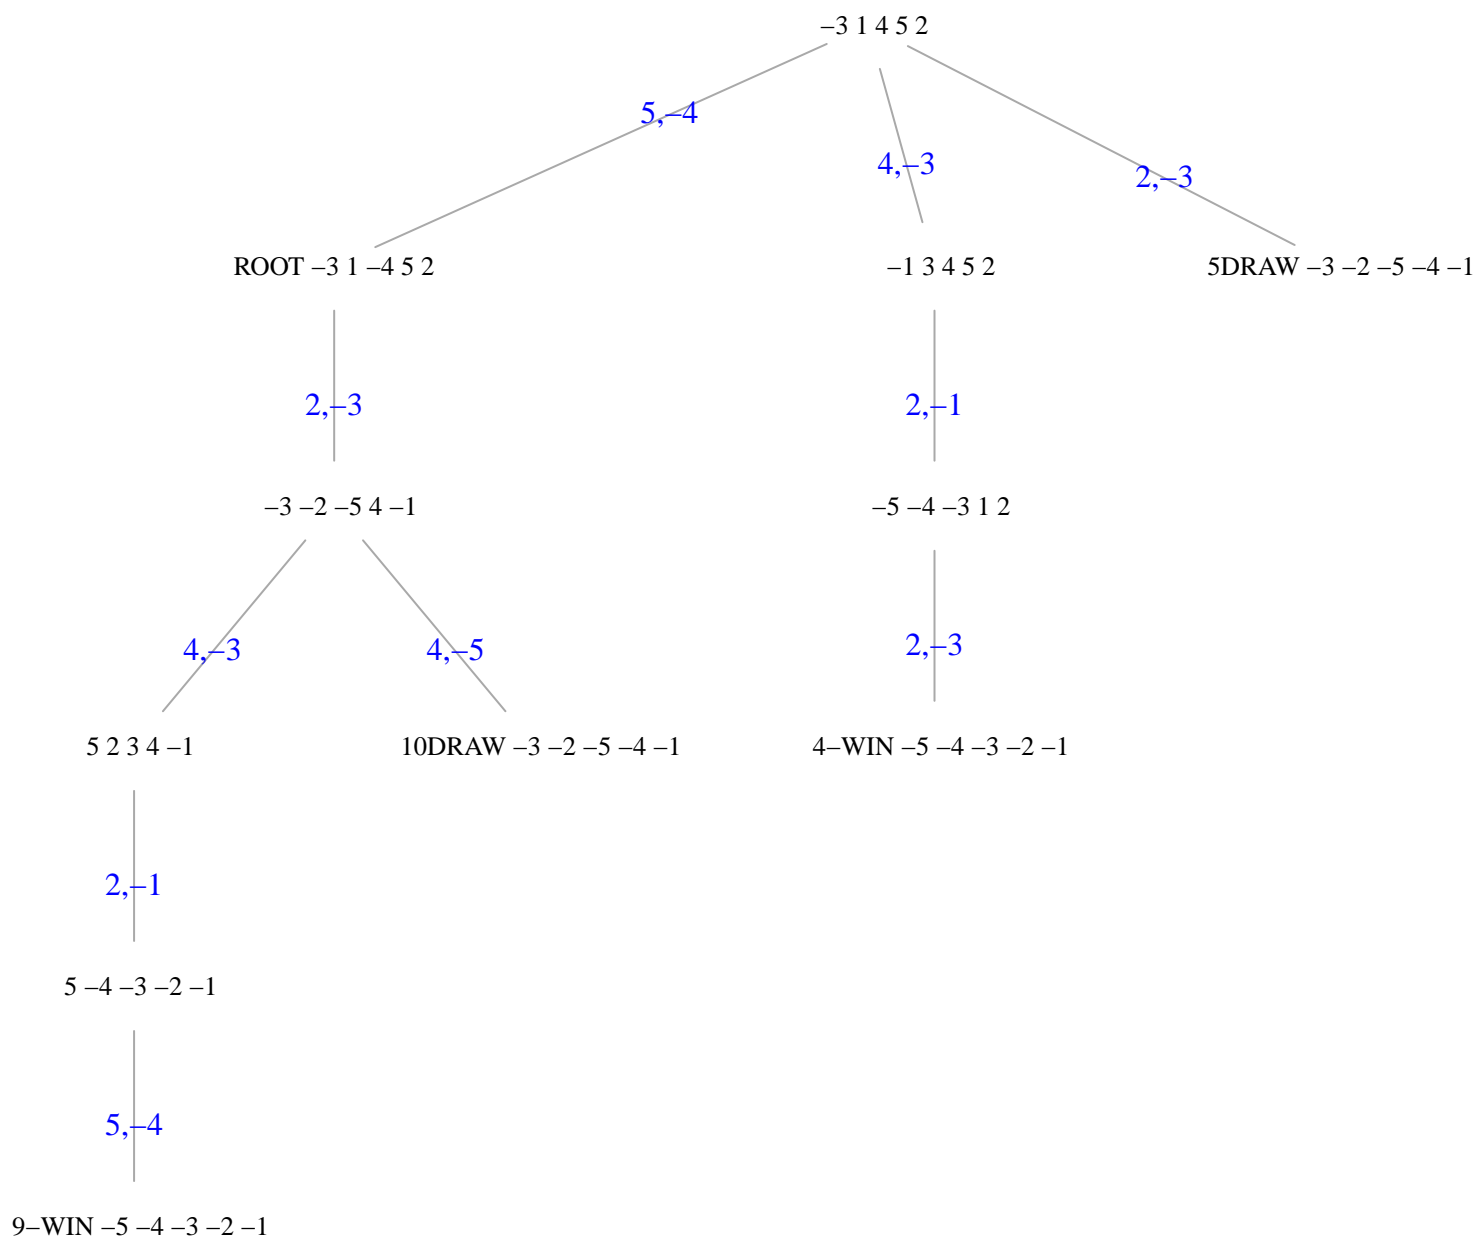 –3 1 4 5 2
5,–4
4,–3
2,–3
ROOT –3 1 –4 5 2
–1 3 4 5 2
5DRAW –3 –2 –5 –4 –1
2,–3
2,–1
–3 –2 –5 4 –1
–5 –4 –3 1 2
4,–3
4,–5
2,–3
5 2 3 4 –1
10DRAW –3 –2 –5 –4 –1
4–WIN –5 –4 –3 –2 –1
2,–1
5 –4 –3 –2 –1
5,–4
9–WIN –5 –4 –3 –2 –1